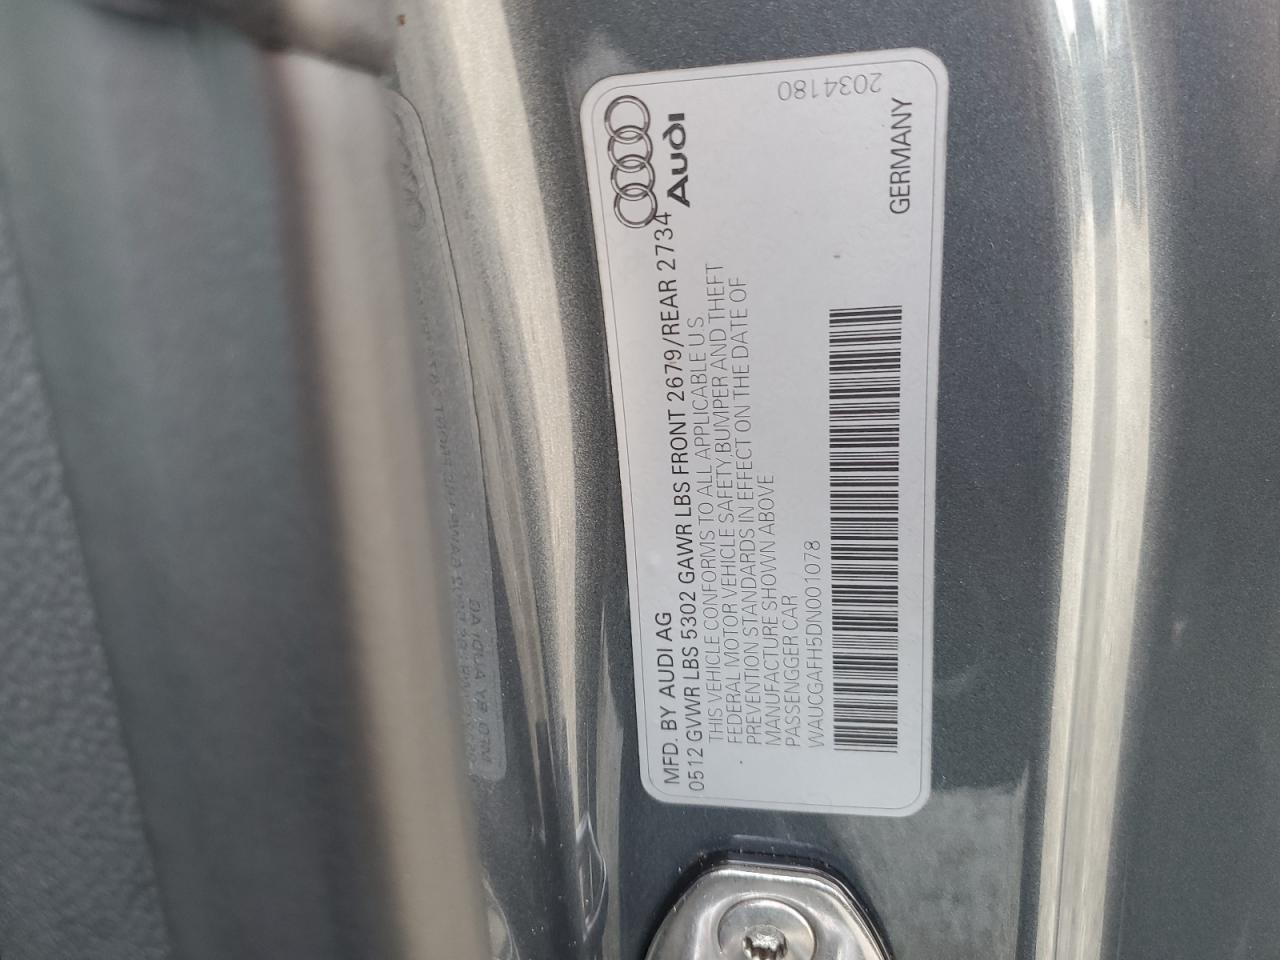 MFD. BY AUDI AG
0512 GVWR LBS 5302 GAWR LBS FRONT 2679/REAR 2734
THIS VEHICLE CONFORMS TO ALL APPLICABLE U S
FEDERAL MOTOR VEHICLE SAFETY,BUMPER AND THEFT
PREVENTION STANDARDS IN EFFECT ON THE DATE OF
MANUFACTURE SHOWN ABOVE
PASSENGER CAR
WAUCGAFH5DN001078
Audi
GERMANY
2034180